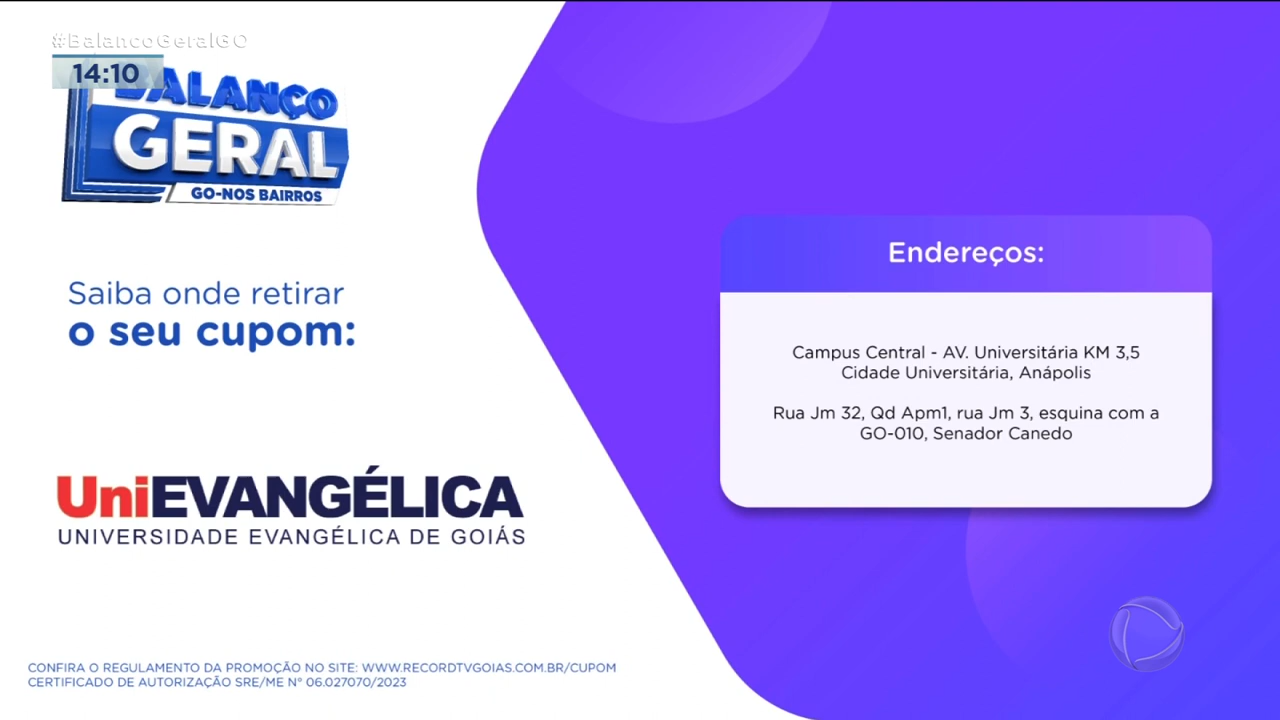 #BalancoGeralGO
14:10
BALANÇO
GERAL
GO-NOS BAIRROS
Saiba onde retirar
o seu cupom:
UniEVANGÉLICA
UNIVERSIDADE EVANGÉLICA DE GOIÁS
Endereços:
Campus Central - AV. Universitária KM 3,5
Cidade Universitária, Anápolis
Rua Jm 32, Qd Apm1, rua Jm 3, esquina com a
GO-010, Senador Canedo
CONFIRA O REGULAMENTO DA PROMOÇÃO NO SITE: WWW.RECORDTVGOIAS.COM.BR/CUPOM
CERTIFICADO DE AUTORIZAÇÃO SRE/ME N° 06.027070/2023